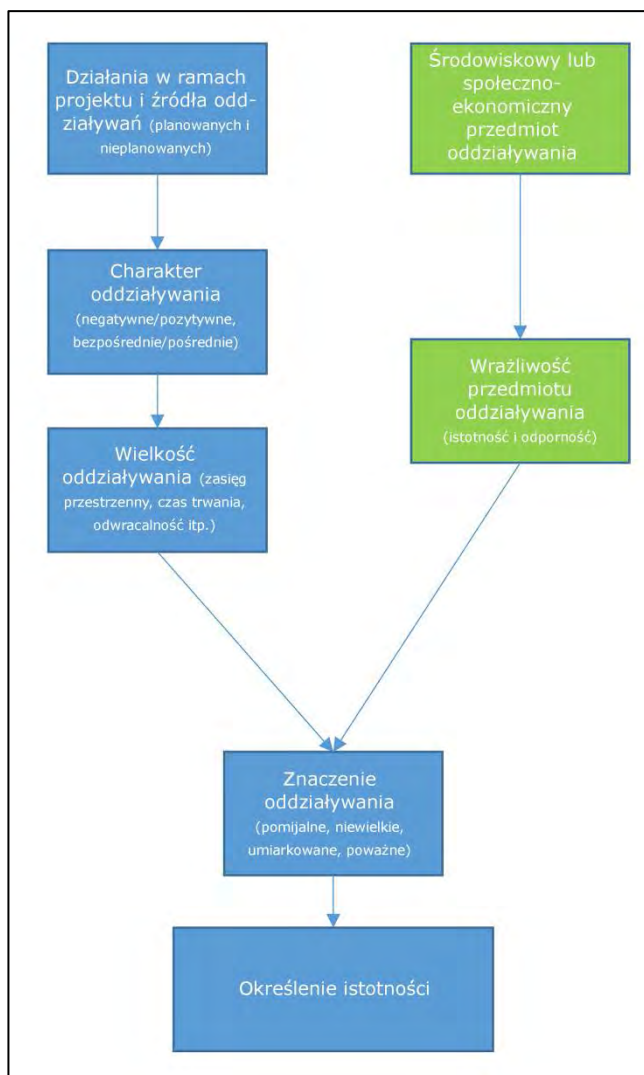 Działania w ramach
projektu i źródła odd-
ziaływań (planowanych i
nieplanowanych)
Środowiskowy lub
społeczno-
ekonomiczny
przedmiot
oddziaływania
Charakter
oddziaływania
(negatywne/pozytywne,
bezpośrednie/pośrednie)
Wrażliwość
przedmiotu
oddziaływania
(istotność i odporność)
Wielkość
oddziaływania (zasięg
przestrzenny, czas trwania,
odwracalność itp.)
Znaczenie
oddziaływania
(pomijalne, niewielkie,
umiarkowane, poważne)
Określenie istotności